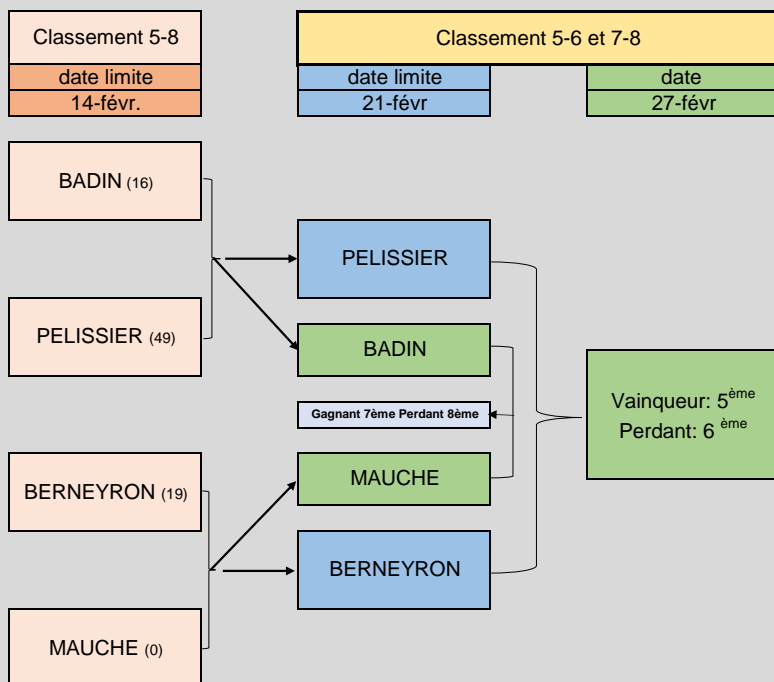 Classement 5-8
Classement 5-6 et 7-8
date limite
date limite
date
14-févr.
21-févr
27-févr
BADIN (16)
PELISSIER
PELISSIER (49)
BADIN
Gagnant 7ème Perdant 8ème
Vainqueur: 5ème
Perdant: 6 ème
BERNEYRON (19)
MAUCHE
BERNEYRON
MAUCHE (0)